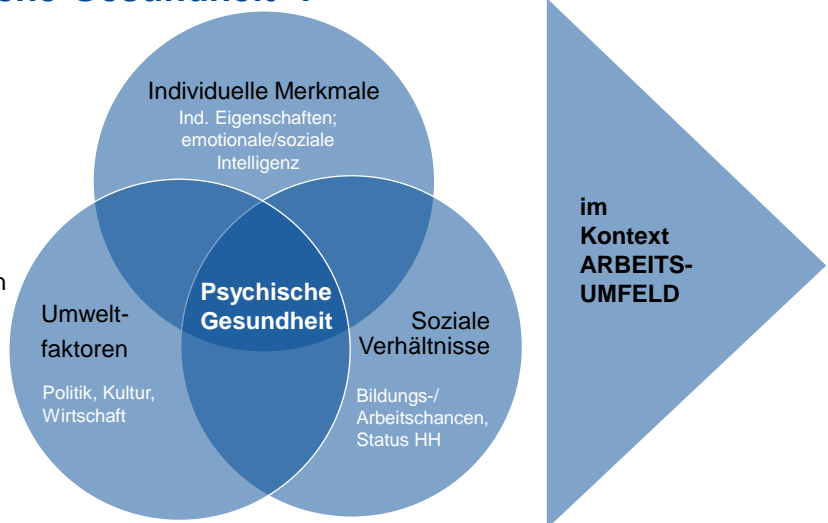 Individuelle Merkmale
Ind. Eigenschaften;
emotionale/soziale
Intelligenz
Psychische
Gesundheit
Umwelt-
faktoren
Politik, Kultur,
Wirtschaft
Soziale
Verhältnisse
Bildungs-/
Arbeitschancen,
Status HH
im
Kontext
ARBEITS-
UMFELD